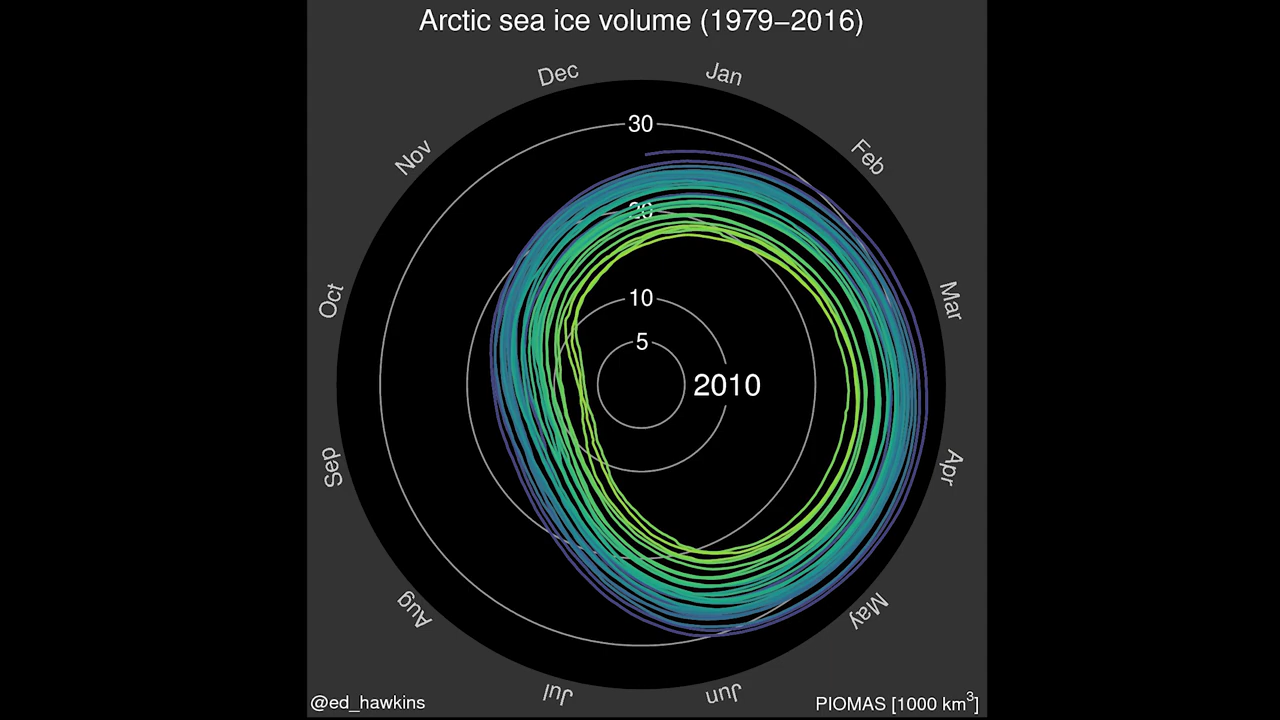 Arctic sea ice volume (1979–2016)
Dec
Jan
Nov
Feb
30
20
Oct
Mar
10
5
2010
Sep
Apr
Aug
May
Jul
Jun
@ed_hawkins
PIOMAS [1000 km³]